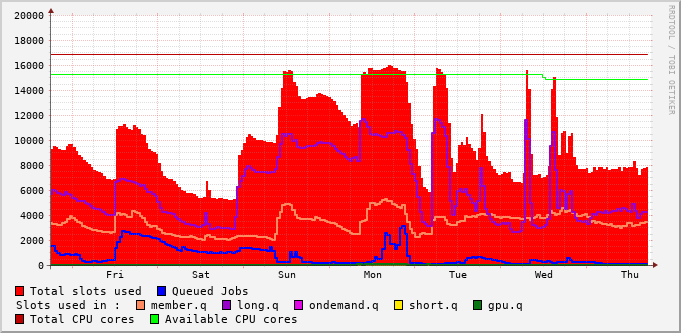 RRDTOOL / TOBI OETIKER
20000
18000
16000
14000
12000
10000
8000
6000
4000
2000
0
Fri Sat Sun Mon Tue Wed Thu
Total slots used Queued Jobs
Slots used in : member.q long.q ondemand.q short.q gpu.q
Total CPU cores Available CPU cores